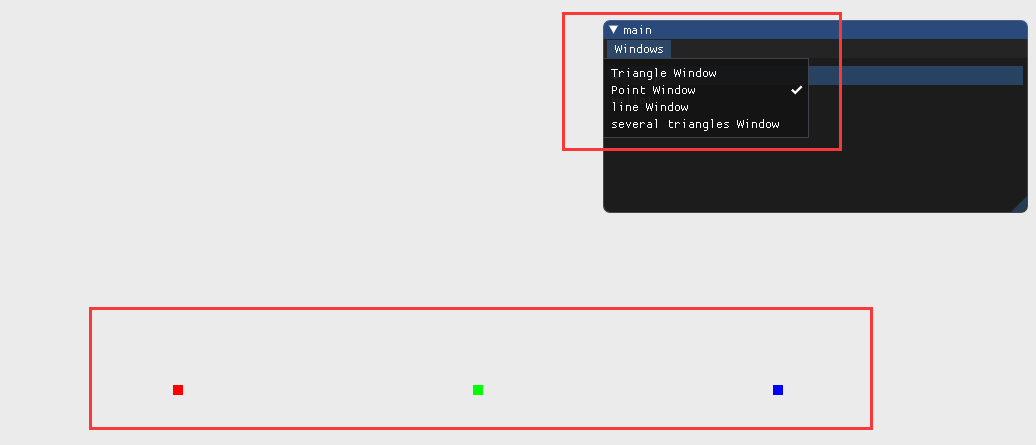 main
Windows
Triangle Window
Point Window
line Window
several triangles Window